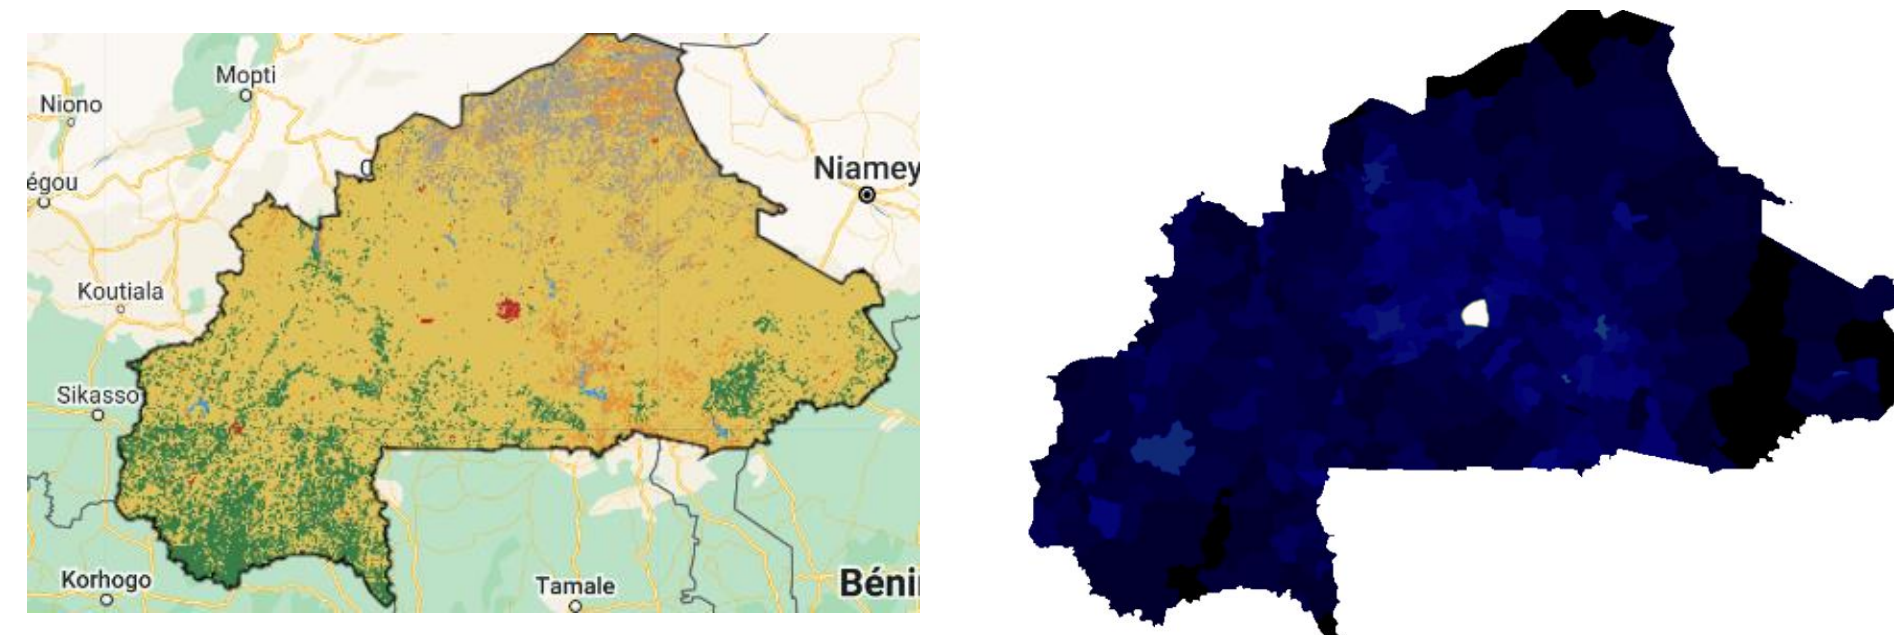 Mopti
Niono
Niamey
égou
Koutiala
Sikasso
Korhogo
Tamale
Béni